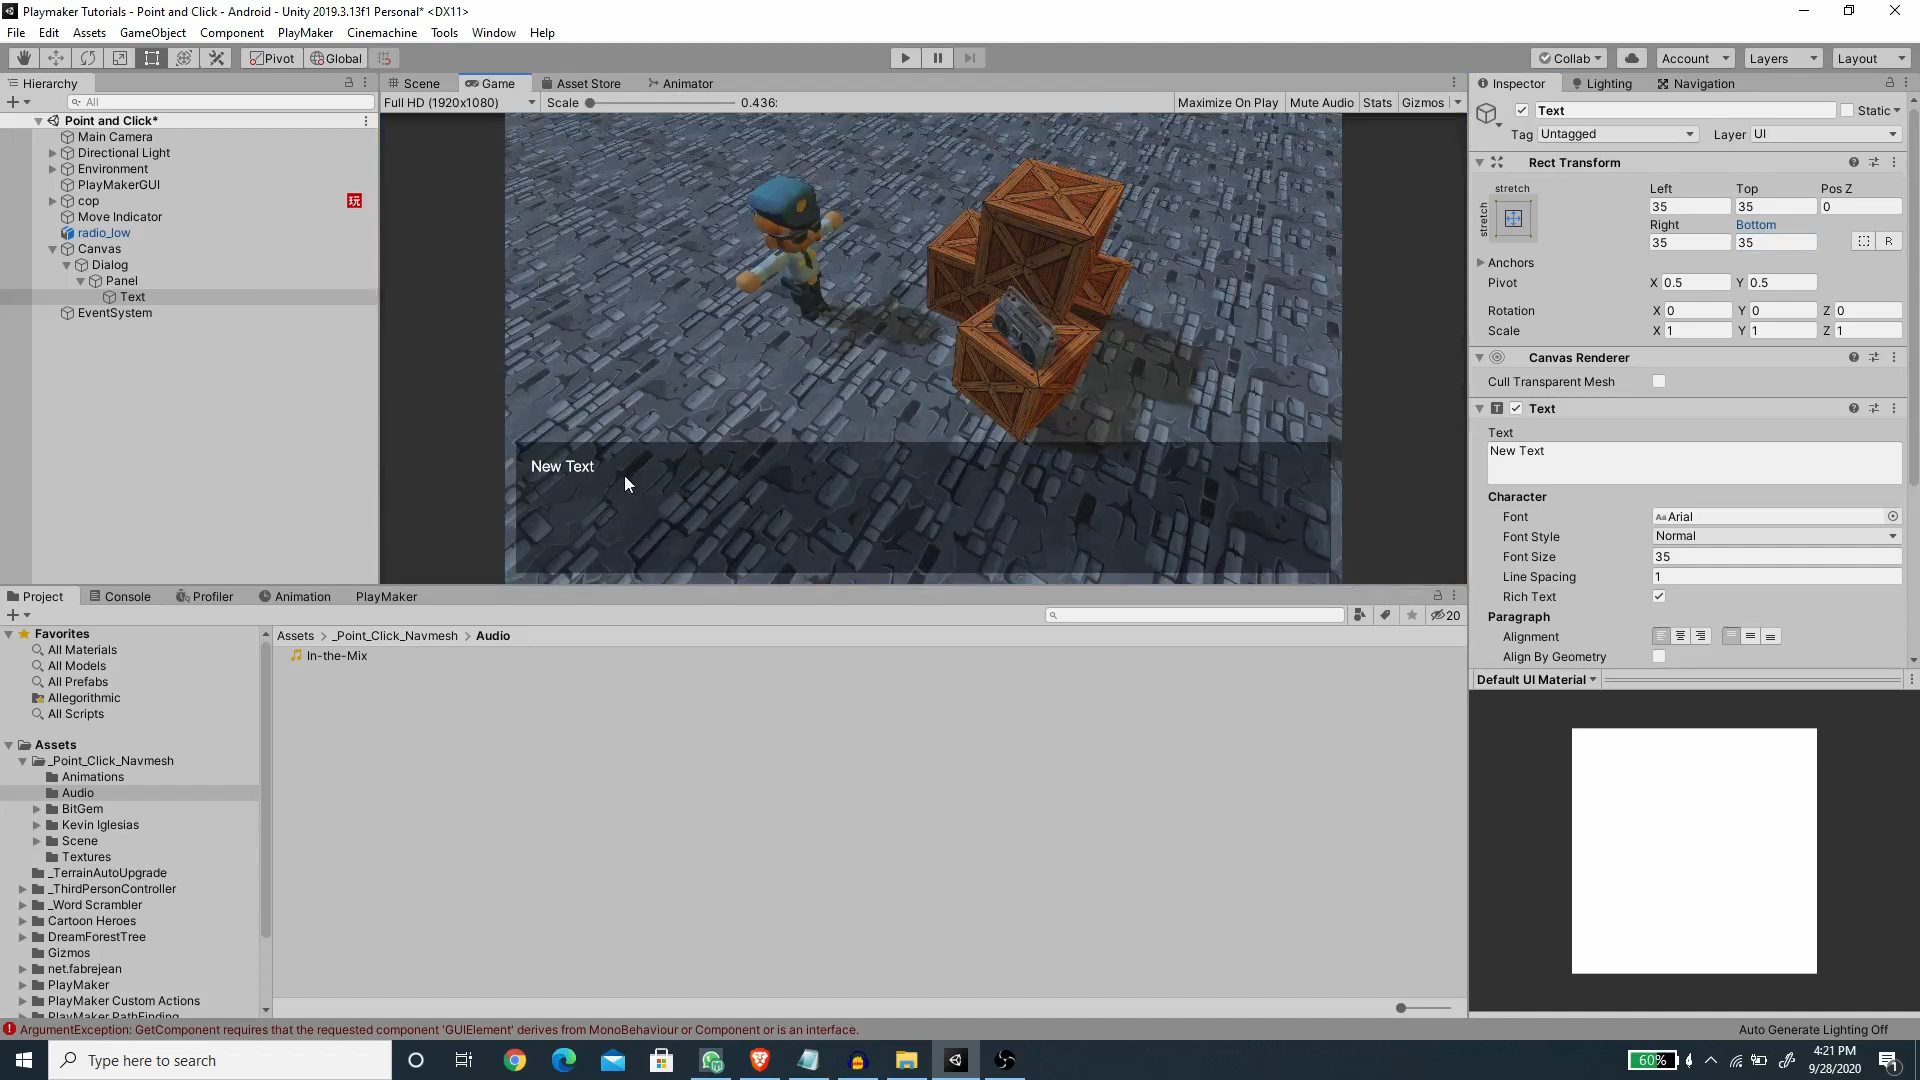 Playmaker Tutorials - Point and Click - Android - Unity 2019.3.13f1 Personal* <DX11>
File Edit Assets GameObject Component PlayMaker Cinemachine Tools Window Help
Pivot Global Collab Account Layers Layout
Hierarchy
All
Point and Click*
Main Camera
Directional Light
Environment
PlayMakerGUI
cop
玩
Move Indicator
radio_low
Canvas
Dialog
Panel
Text
EventSystem
Scene Game Asset Store Animator
Full HD (1920x1080) Scale 0.436: Maximize On Play Mute Audio Stats Gizmos
New Text
Inspector Lighting Navigation
Text Static
Tag Untagged Layer UI
Rect Transform
stretch Left Top Pos Z
stretch 35 35 0
Right Bottom
35 35 R
Anchors
Pivot X 0.5 Y 0.5
Rotation X 0 Y 0 Z 0
Scale X 1 Y 1 Z 1
Canvas Renderer
Cull Transparent Mesh
Text
Text
New Text
Character
Font Arial
Font Style Normal
Font Size 35
Line Spacing 1
Rich Text
Paragraph
Alignment
Align By Geometry
Default UI Material
Project Console Profiler Animation PlayMaker
20
Favorites
All Materials
All Models
All Prefabs
Allegorithmic
All Scripts
Assets
_Point_Click_Navmesh
Animations
Audio
BitGem
Kevin Iglesias
Scene
Textures
_TerrainAutoUpgrade
_ThirdPersonController
_Word Scrambler
Cartoon Heroes
DreamForestTree
Gizmos
net.fabrejean
PlayMaker
PlayMaker Custom Actions
PlayMaker PathFinding
Assets > _Point_Click_Navmesh > Audio
In-the-Mix
ArgumentException: GetComponent requires that the requested component 'GUIElement' derives from MonoBehaviour or Component or is an interface.
Auto Generate Lighting Off
Type here to search
60%
4:21 PM
9/28/2020
1